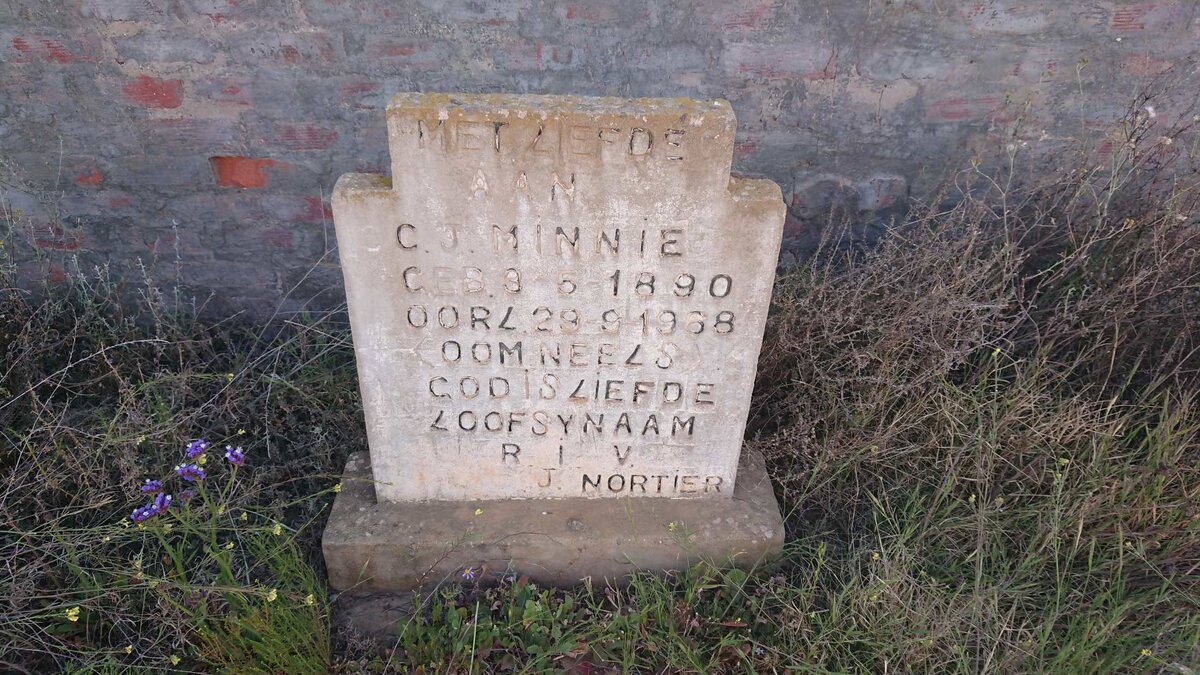 MET LIEFDE
AAN
C.J. MINNIE
GEB. 3-5-1890
OORL. 29-9-1968
(OOM NEELS)
GOD IS LIEFDE
LOOF SY NAAM
R I V
J. NORTIER